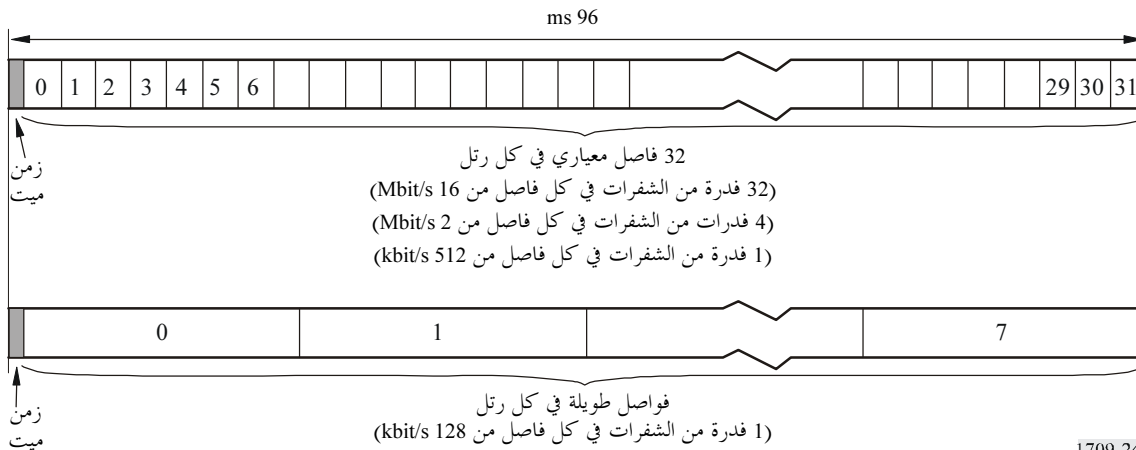 ms 96
0 1 2 3 4 5 6 29 30 31
زمن
ميت
32 فاصل معياري في كل رتل
(32 فدرة من الشفرات في كل فاصل من 16 Mbit/s)
(4 فدرات من الشفرات في كل فاصل من 2 Mbit/s)
(1 فدرة من الشفرات في كل فاصل من 512 kbit/s)
0 1 7
زمن
ميت
فواصل طويلة في كل رتل
(1 فدرة من الشفرات في كل فاصل من 128 kbit/s)